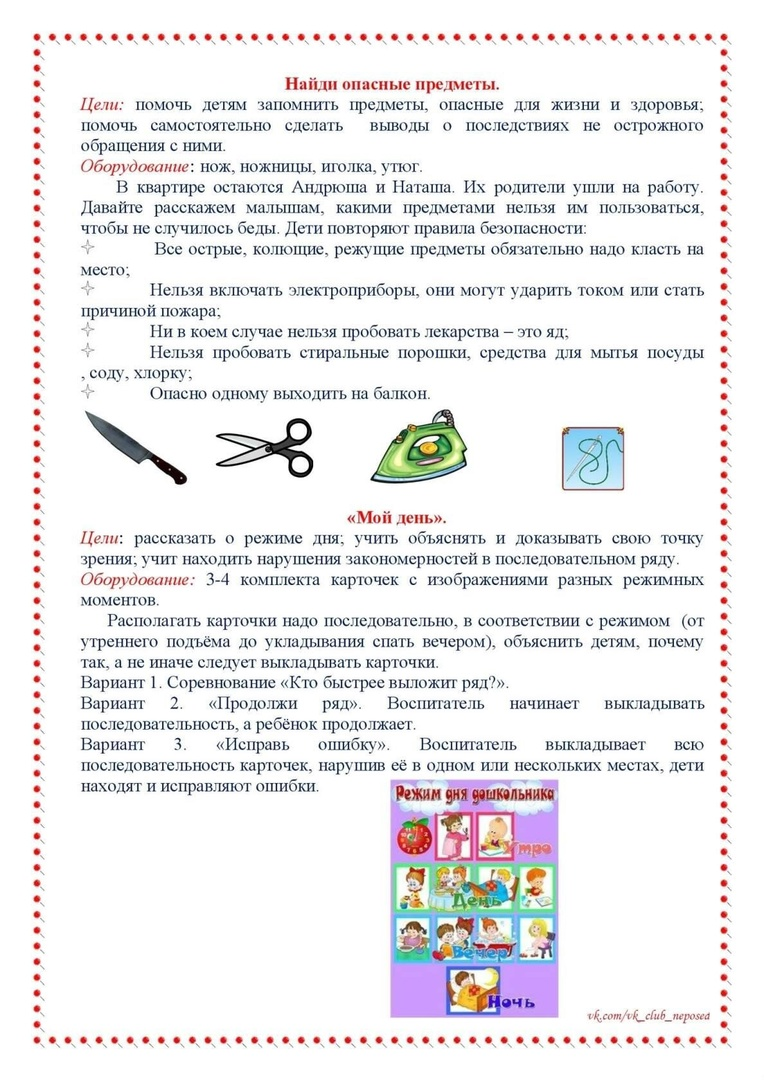 Найди опасные предметы.
Цели: помочь детям запомнить предметы, опасные для жизни и здоровья;
помочь самостоятельно сделать выводы о последствиях не острожного
обращения с ними.
Оборудование: нож, ножницы, иголка, утюг.
В квартире остаются Андрюша и Наташа. Их родители ушли на работу.
Давайте расскажем малышам, какими предметами нельзя им пользоваться,
чтобы не случилось беды. Дети повторяют правила безопасности:
Все острые, колющие, режущие предметы обязательно надо класть на
место;
Нельзя включать электроприборы, они могут ударить током или стать
причиной пожара;
Ни в коем случае нельзя пробовать лекарства – это яд;
Нельзя пробовать стиральные порошки, средства для мытья посуды
, соду, хлорку;
Опасно одному выходить на балкон.
«Мой день».
Цели: рассказать о режиме дня; учить объяснять и доказывать свою точку
зрения; учит находить нарушения закономерностей в последовательном ряду.
Оборудование: 3-4 комплекта карточек с изображениями разных режимных
моментов.
Располагать карточки надо последовательно, в соответствии с режимом (от
утреннего подъёма до укладывания спать вечером), объяснить детям, почему
так, а не иначе следует выкладывать карточки.
Вариант 1. Соревнование «Кто быстрее выложит ряд?».
Вариант 2. «Продолжи ряд». Воспитатель начинает выкладывать
последовательность, а ребёнок продолжает.
Вариант 3. «Исправь ошибку». Воспитатель выкладывает всю
последовательность карточек, нарушив её в одном или нескольких местах, дети
находят и исправляют ошибки.
Режим дня дошкольника
Утро
День
Вечер
Ночь
vk.com/vk_club_neposed